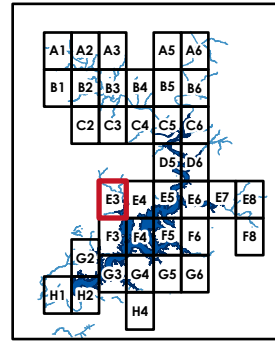 A1 A2 A3 A5 A6
B1 B2 B3 B4 B5 B6
C2 C3 C4 C5 C6
D5 D6
E3 E4 E5 E6 E7 E8
F3 F4 F5 F6 F8
G2
G3 G4 G5 G6
H1 H2
H4